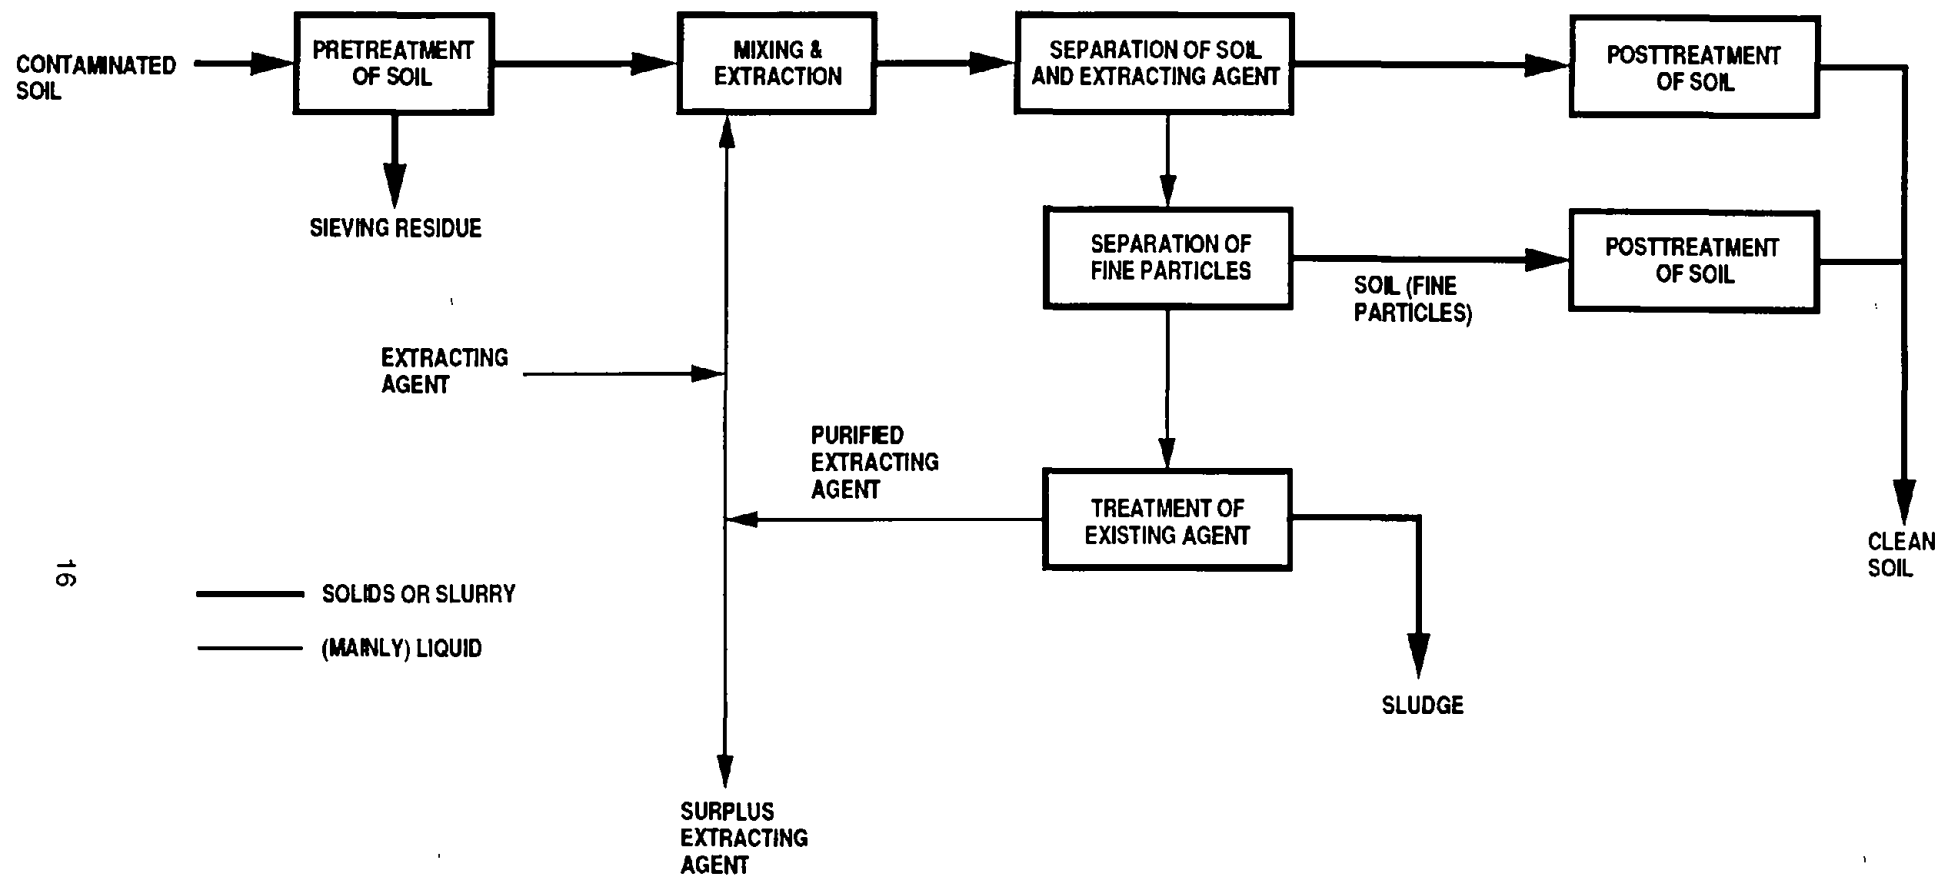 CONTAMINATED
SOIL
PRETREATMENT
OF SOIL
MIXING &
EXTRACTION
SEPARATION OF SOIL
AND EXTRACTING AGENT
POSTTREATMENT
OF SOIL
SIEVING RESIDUE
SEPARATION OF
FINE PARTICLES
SOIL (FINE
PARTICLES)
POSTTREATMENT
OF SOIL
EXTRACTING
AGENT
PURIFIED
EXTRACTING
AGENT
TREATMENT OF
EXISTING AGENT
CLEAN
SOIL
16
SOLIDS OR SLURRY
(MAINLY) LIQUID
SLUDGE
SURPLUS
EXTRACTING
AGENT